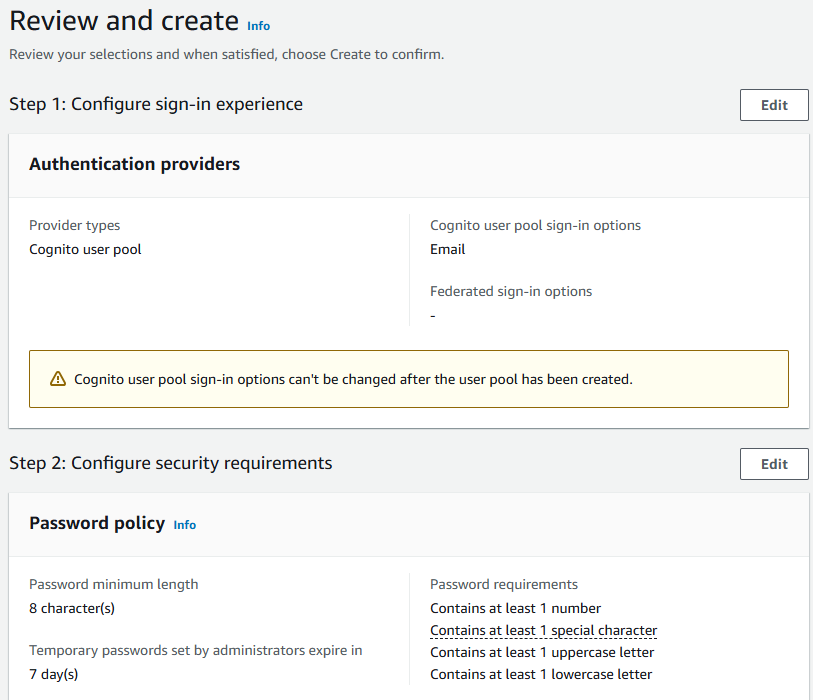 Review and create Info
Review your selections and when satisfied, choose Create to confirm.
Step 1: Configure sign-in experience
Edit
Authentication providers
Provider types
Cognito user pool
Cognito user pool sign-in options
Email
Federated sign-in options
-
Cognito user pool sign-in options can't be changed after the user pool has been created.
Step 2: Configure security requirements
Edit
Password policy Info
Password minimum length
8 character(s)
Temporary passwords set by administrators expire in
7 day(s)
Password requirements
Contains at least 1 number
Contains at least 1 special character
Contains at least 1 uppercase letter
Contains at least 1 lowercase letter